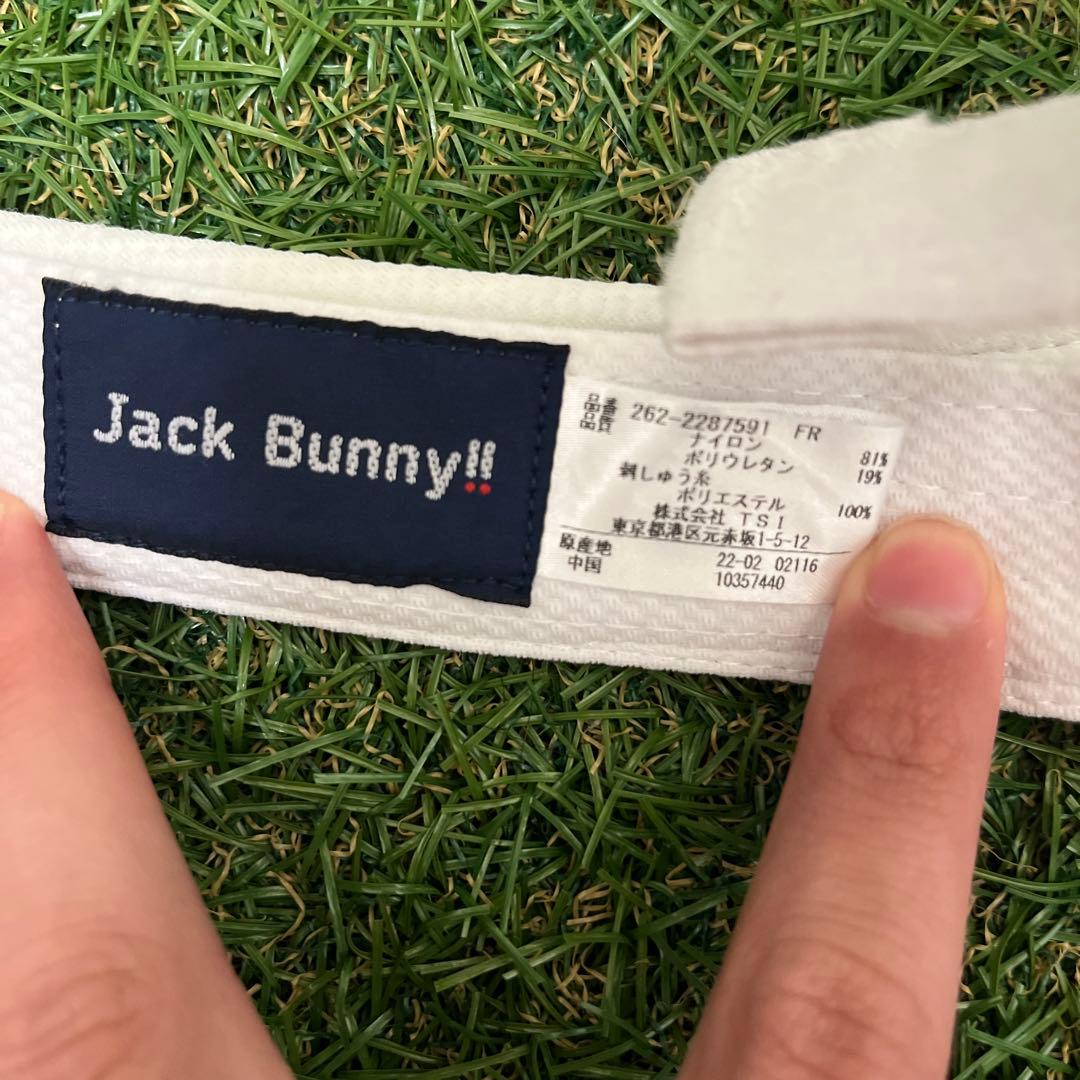 Jack Bunny!!
品番 262-2287591 FR
品質 ナイロン 81%
ポリウレタン 19%
刺しゅう糸
ポリエステル 100%
株式会社 TSI
東京都港区元赤坂1-5-12
原産地 22-02 02116
中国 10357440